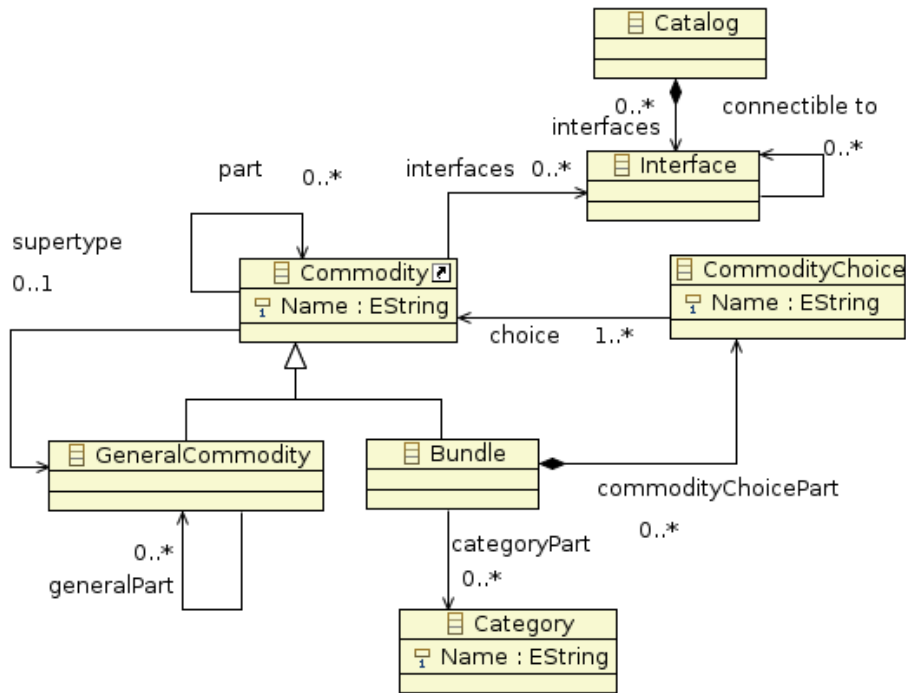 Catalog
0..*
interfaces
connectible to
0..*
Interface
part
0..*
interfaces 0..*
supertype
0..1
Commodity
Name : EString
CommodityChoice
Name : EString
choice 1..*
GeneralCommodity
Bundle
commodityChoicePart
0..*
0..*
generalPart
categoryPart
0..*
Category
Name : EString